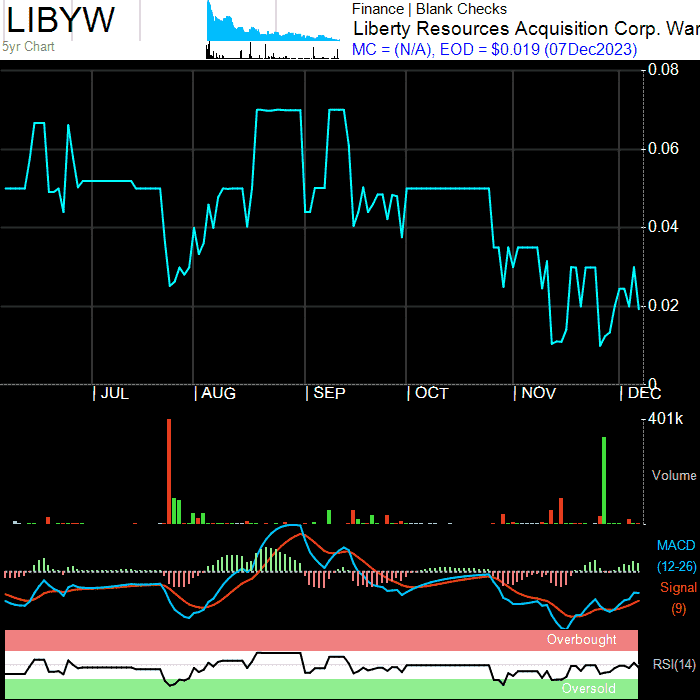 LIBYW
5yr Chart
Finance | Blank Checks
Liberty Resources Acquisition Corp. War
MC = (N/A), EOD = $0.019 (07Dec2023)
0.08
0.06
0.04
0.02
0
| JUL
| AUG
| SEP
| OCT
| NOV
| DEC
401k
Volume
MACD
(12-26)
Signal
(9)
Overbought
RSI(14)
Oversold